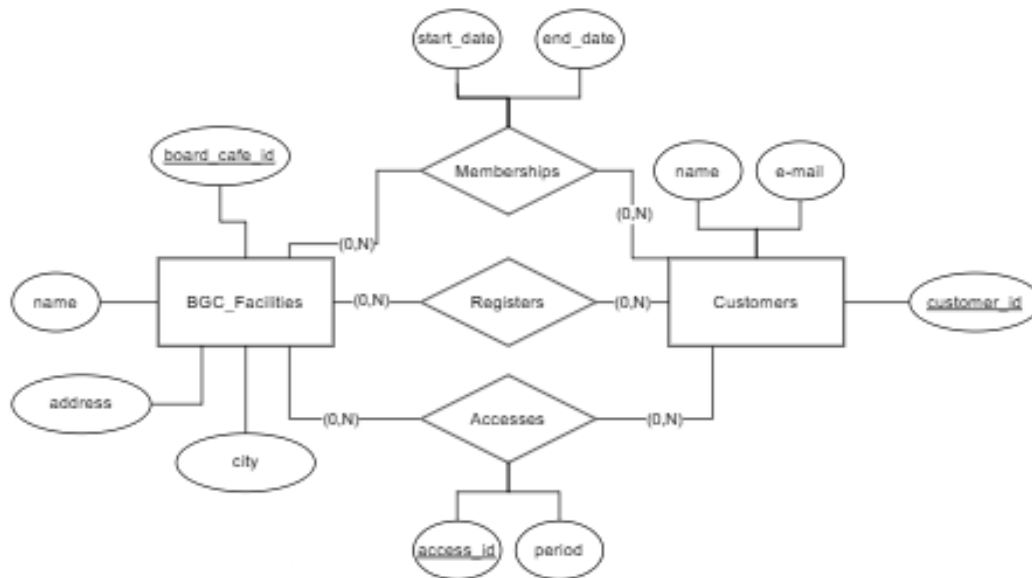 start_date
end_date
board_cafe_id
Memberships
name
e-mail
(0,N)
(0,N)
name
BGC_Facilities
(0,N)
Registers
(0,N)
Customers
customer_id
address
(0,N)
Accesses
(0,N)
city
access_id
period